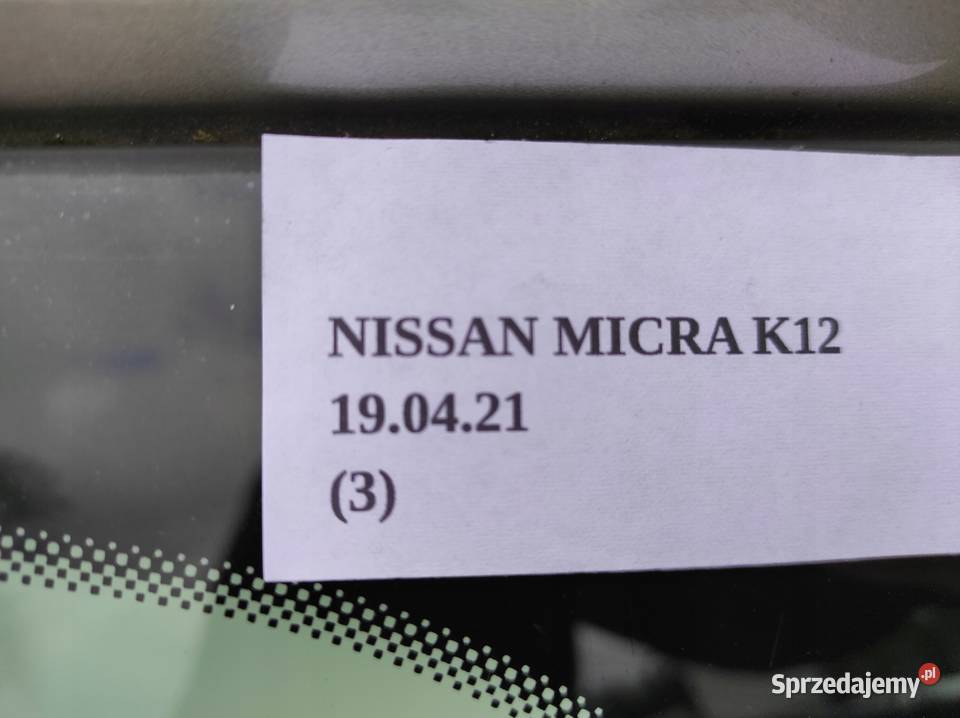 NISSAN MICRA K12
19.04.21
(3)
Sprzedajemy.pl